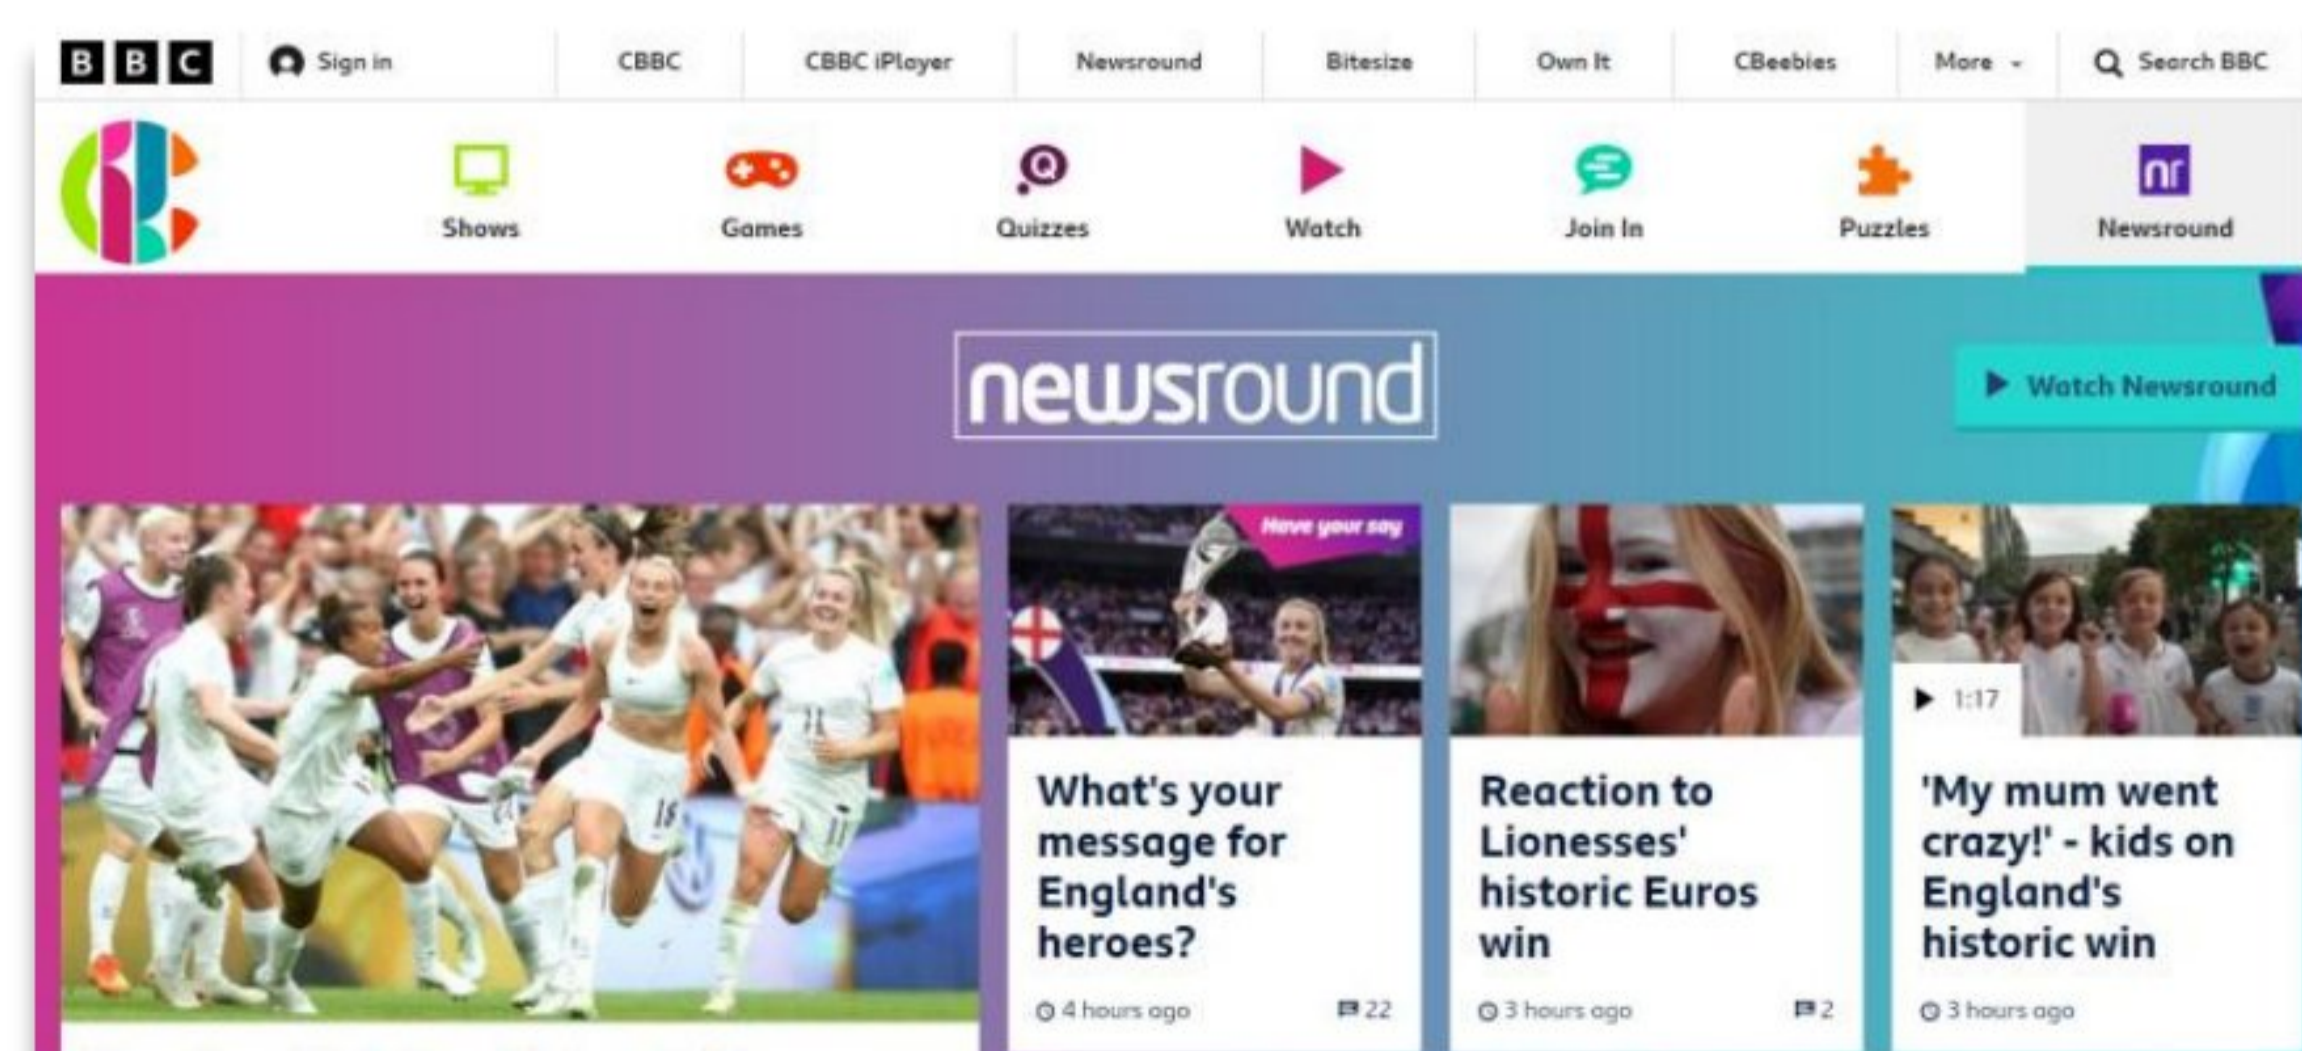 BBC
Sign in
CBBC
CBBC iPlayer
Newsround
Bitesize
Own It
CBeebies
More
Search BBC
Shows
Games
Quizzes
Watch
Join In
Puzzles
nr
Newsround
newsround
Watch Newsround
Have your say
11
16
11
What's your
message for
England's
heroes?
4 hours ago
22
Reaction to
Lionesses'
historic Euros
win
3 hours ago
2
1:17
'My mum went
crazy!' - kids on
England's
historic win
3 hours ago